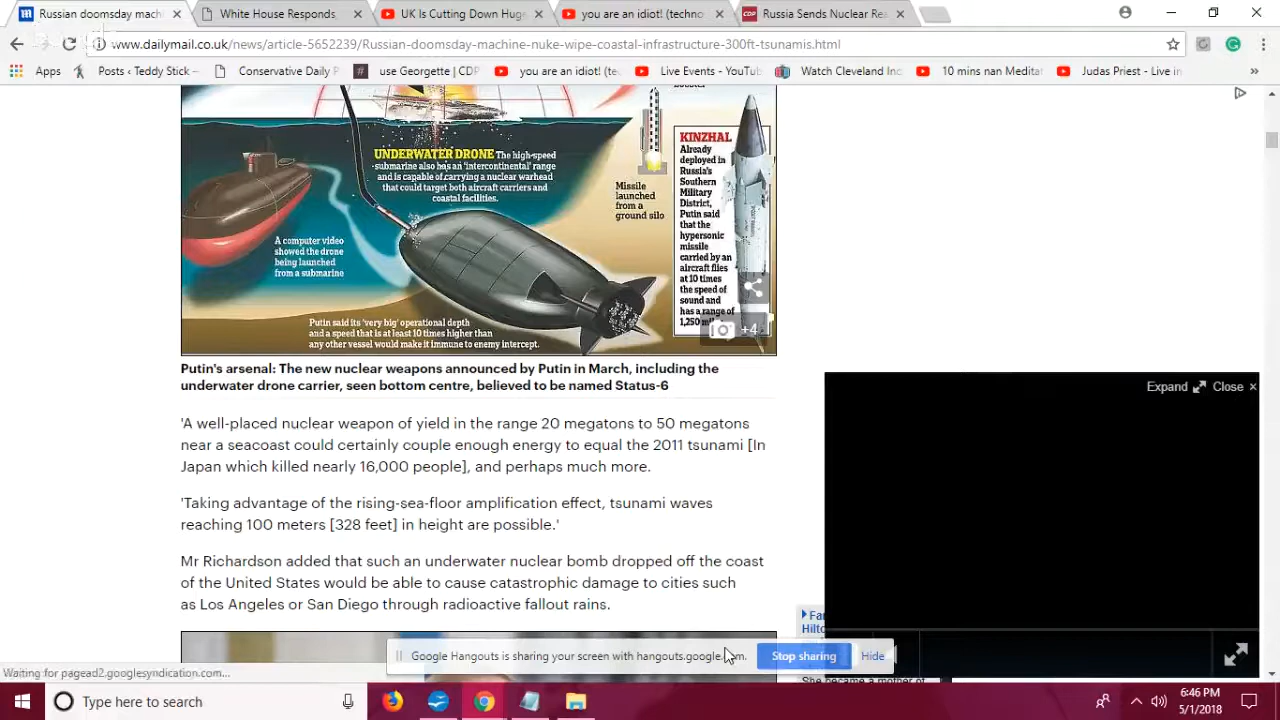 Russian doomsday mach
White House Responds,
UK Is Cutting Down Hug
you are an idiot! (techno
Russia Sends Nuclear Rea
www.dailymail.co.uk/news/article-5652239/Russian-doomsday-machine-nuke-wipe-coastal-infrastructure-300ft-tsunamis.html
Apps
Posts ‹ Teddy Stick —
Conservative Daily P
use Georgette | CDP
you are an idiot! (te
Live Events - YouTub
Watch Cleveland Inc
10 mins nan Meditat
Judas Priest - Live in
»
UNDERWATER DRONE The high-speed
submarine also has an 'intercontinental' range
and is capable of carrying a nuclear warhead
that could target both aircraft carriers and
coastal facilities.
Missile
launched
from a
ground silo
KINZHAL
Already
deployed in
Russia's
Southern
Military
District,
Putin said
that the
hypersonic
missile
carried by an
aircraft flies
at 10 times
the speed of
sound and
has a range of
1,250
A computer video
showed the drone
being launched
from a submarine
Putin said its 'very big' operational depth
and a speed that is at least 10 times higher than
any other vessel would make it immune to enemy intercept.
+4
Putin's arsenal: The new nuclear weapons announced by Putin in March, including the
underwater drone carrier, seen bottom centre, believed to be named Status-6
'A well-placed nuclear weapon of yield in the range 20 megatons to 50 megatons
near a seacoast could certainly couple enough energy to equal the 2011 tsunami [In
Japan which killed nearly 16,000 people], and perhaps much more.
'Taking advantage of the rising-sea-floor amplification effect, tsunami waves
reaching 100 meters [328 feet] in height are possible.'
Mr Richardson added that such an underwater nuclear bomb dropped off the coast
of the United States would be able to cause catastrophic damage to cities such
as Los Angeles or San Diego through radioactive fallout rains.
Expand
Close ×
Far
Hilto
She became a mother of
Google Hangouts is sharing your screen with hangouts.google.com.
Stop sharing
Hide
Waiting for pagead2.googlesyndication.com...
Type here to search
6:46 PM
5/1/2018